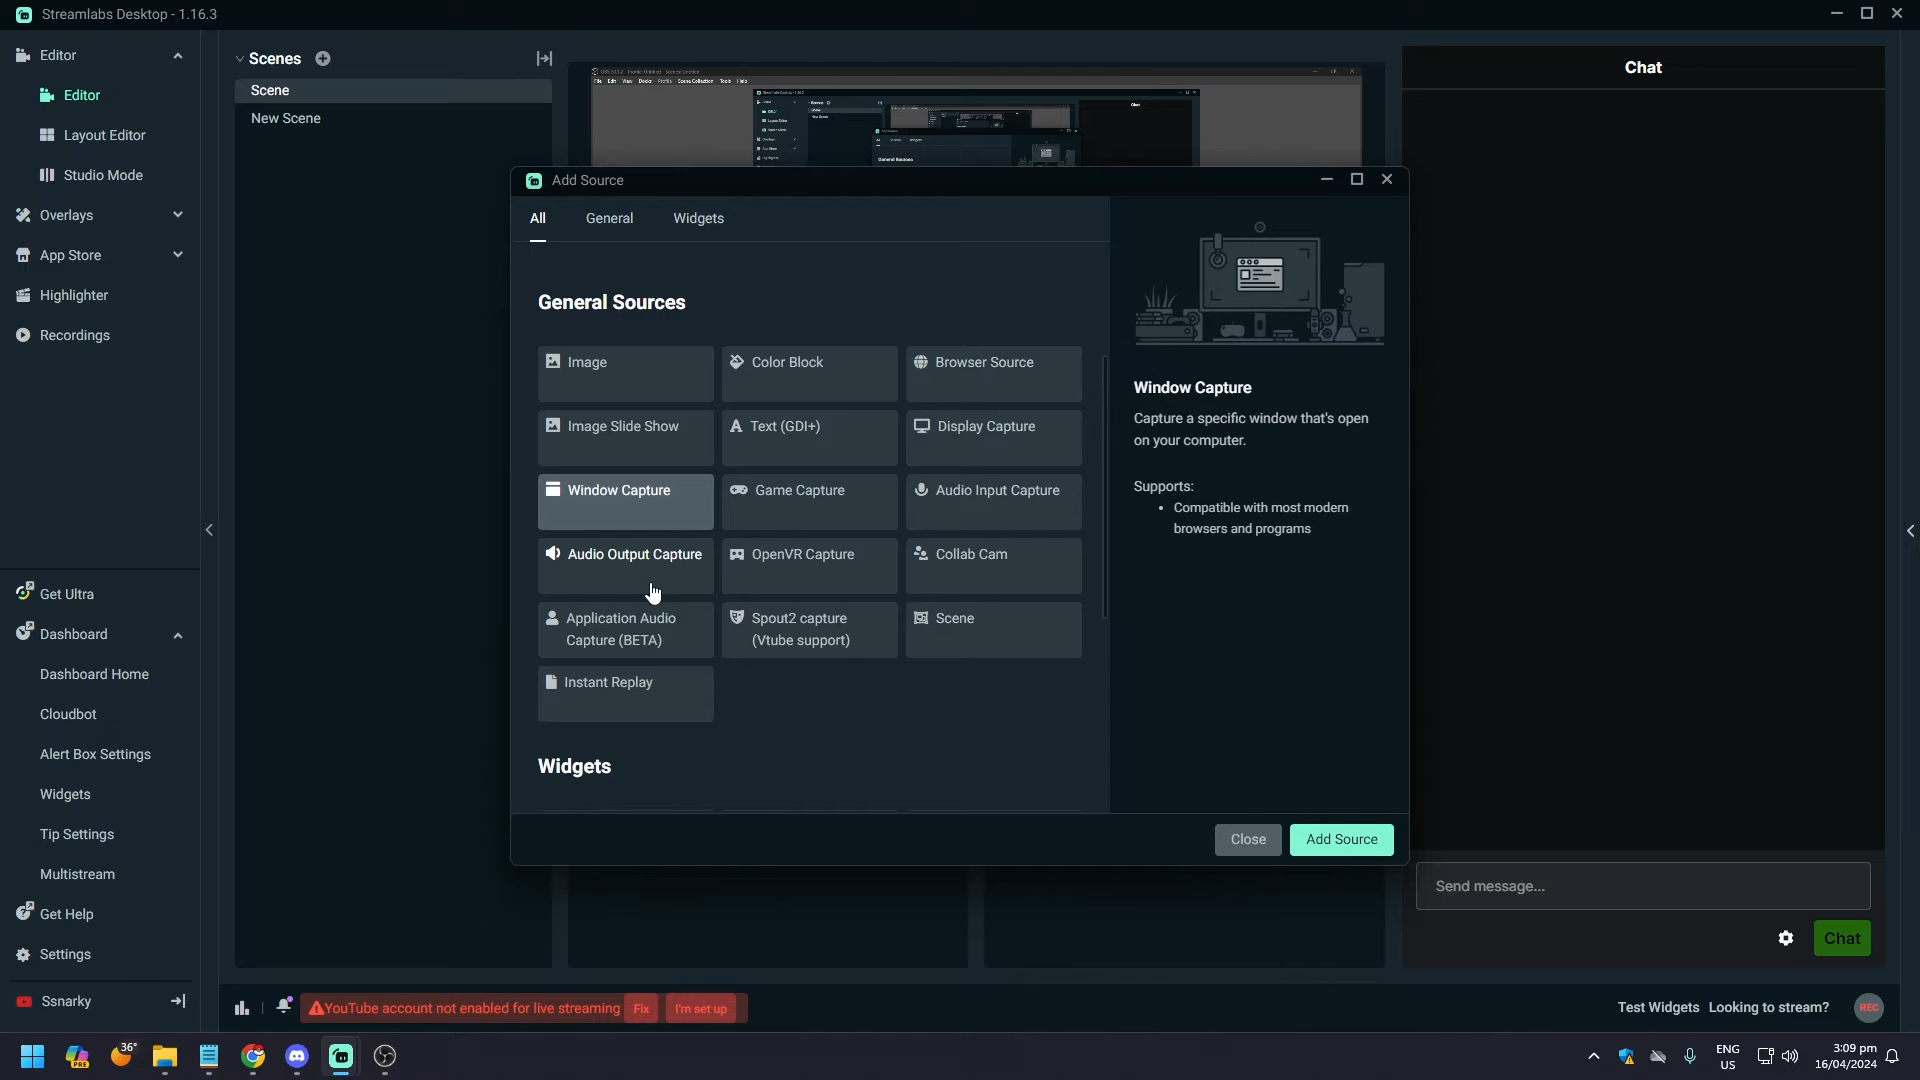 Streamlabs Desktop - 1.16.3
Editor
Editor
Layout Editor
Studio Mode
Overlays
App Store
Highlighter
Recordings
Get Ultra
Dashboard
Dashboard Home
Cloudbot
Alert Box Settings
Widgets
Tip Settings
Multistream
Get Help
Settings
Ssnarky
Scenes
Scene
New Scene
Chat
Add Source
All General Widgets
General Sources
Image
Color Block
Browser Source
Image Slide Show
Text (GDI+)
Display Capture
Window Capture
Game Capture
Audio Input Capture
Audio Output Capture
OpenVR Capture
Collab Cam
Application Audio
Capture (BETA)
Spout2 capture
(Vtube support)
Scene
Instant Replay
Widgets
Window Capture
Capture a specific window that's open
on your computer.
Supports:
• Compatible with most modern
browsers and programs
Close
Add Source
Send message...
Chat
YouTube account not enabled for live streaming Fix I'm set up
Test Widgets Looking to stream? REC
PRE
36°
ENG
US
3:09 pm
16/04/2024